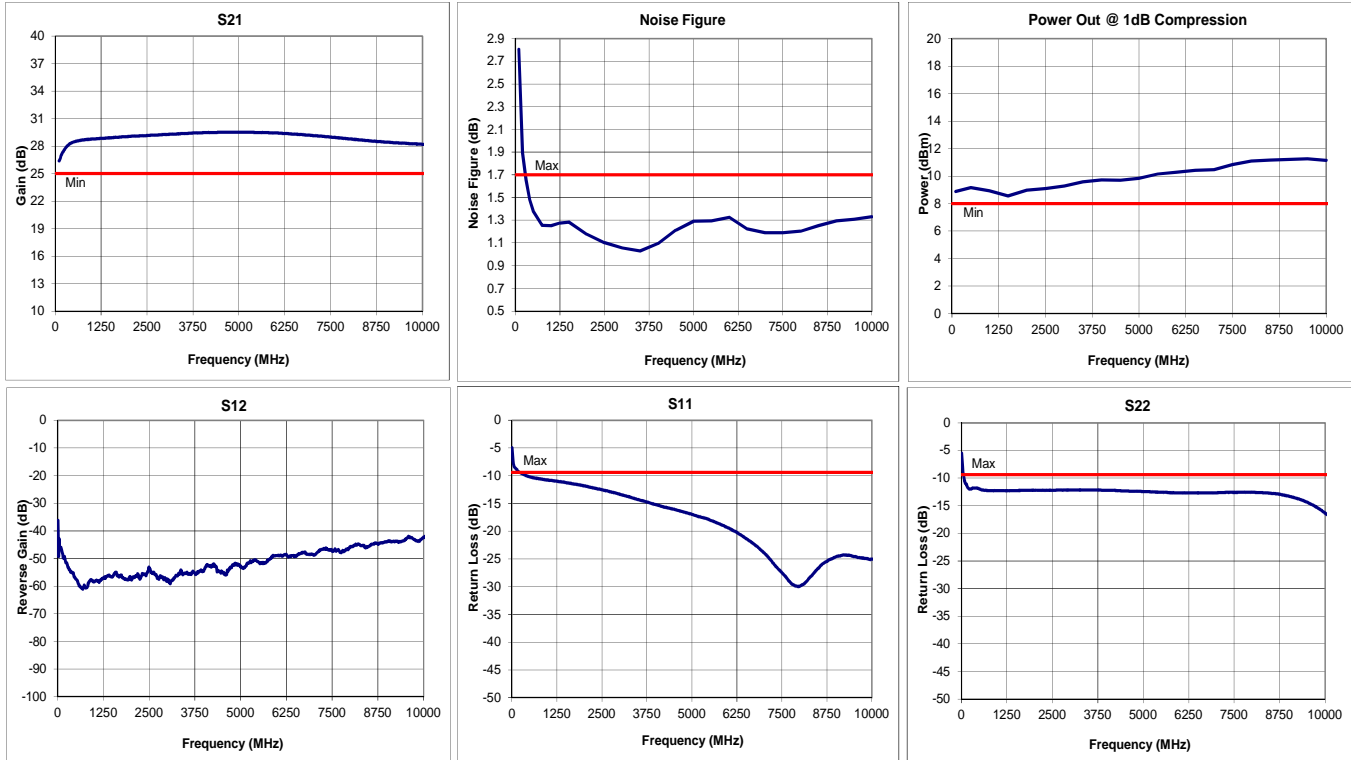 S21
Gain (dB)
40
37
34
31
28
25
22
19
16
13
10
Min
0 1250 2500 3750 5000 6250 7500 8750 10000
Frequency (MHz)
Noise Figure
Noise Figure (dB)
2.9
2.7
2.5
2.3
2.1
1.9
1.7
1.5
1.3
1.1
0.9
0.7
0.5
Max
0 1250 2500 3750 5000 6250 7500 8750 10000
Frequency (MHz)
Power Out @ 1dB Compression
Power (dBm)
20
18
16
14
12
10
8
6
4
2
0
Min
0 1250 2500 3750 5000 6250 7500 8750 10000
Frequency (MHz)
S12
Reverse Gain (dB)
0
-10
-20
-30
-40
-50
-60
-70
-80
-90
-100
0 1250 2500 3750 5000 6250 7500 8750 10000
Frequency (MHz)
S11
Return Loss (dB)
0
-5
-10
-15
-20
-25
-30
-35
-40
-45
-50
Max
0 1250 2500 3750 5000 6250 7500 8750 10000
Frequency (MHz)
S22
Return Loss (dB)
0
-5
-10
-15
-20
-25
-30
-35
-40
-45
-50
Max
0 1250 2500 3750 5000 6250 7500 8750 10000
Frequency (MHz)